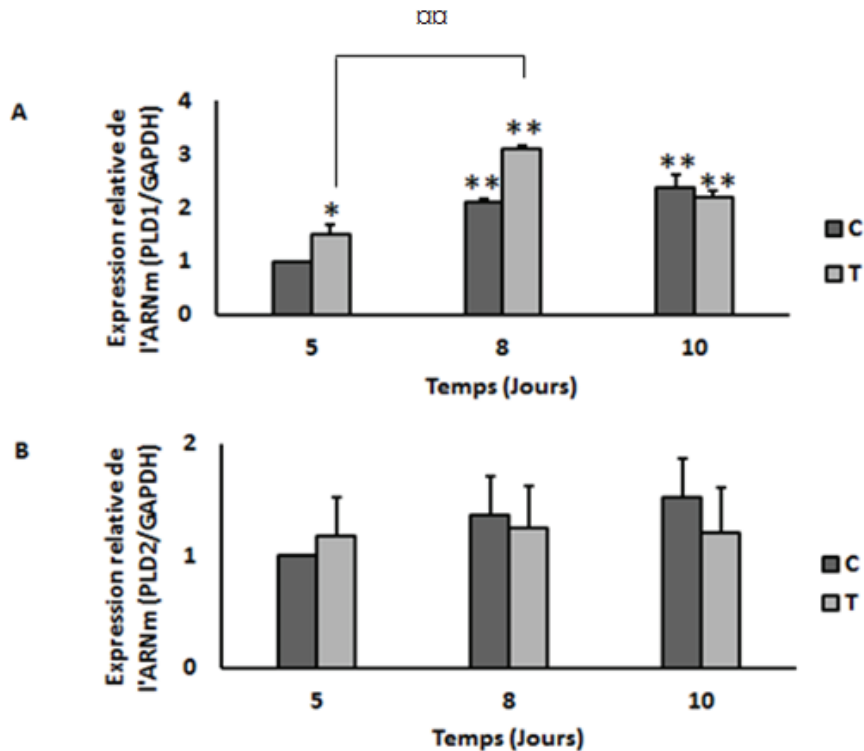 ¤¤
A
Expression relative de
l'ARNm (PLD1/GAPDH)
4
3
2
1
0
*
**
**
**
**
C
T
5 8 10
Temps (Jours)
B
Expression relative de
l'ARNm (PLD2/GAPDH)
2
1
0
C
T
5 8 10
Temps (Jours)